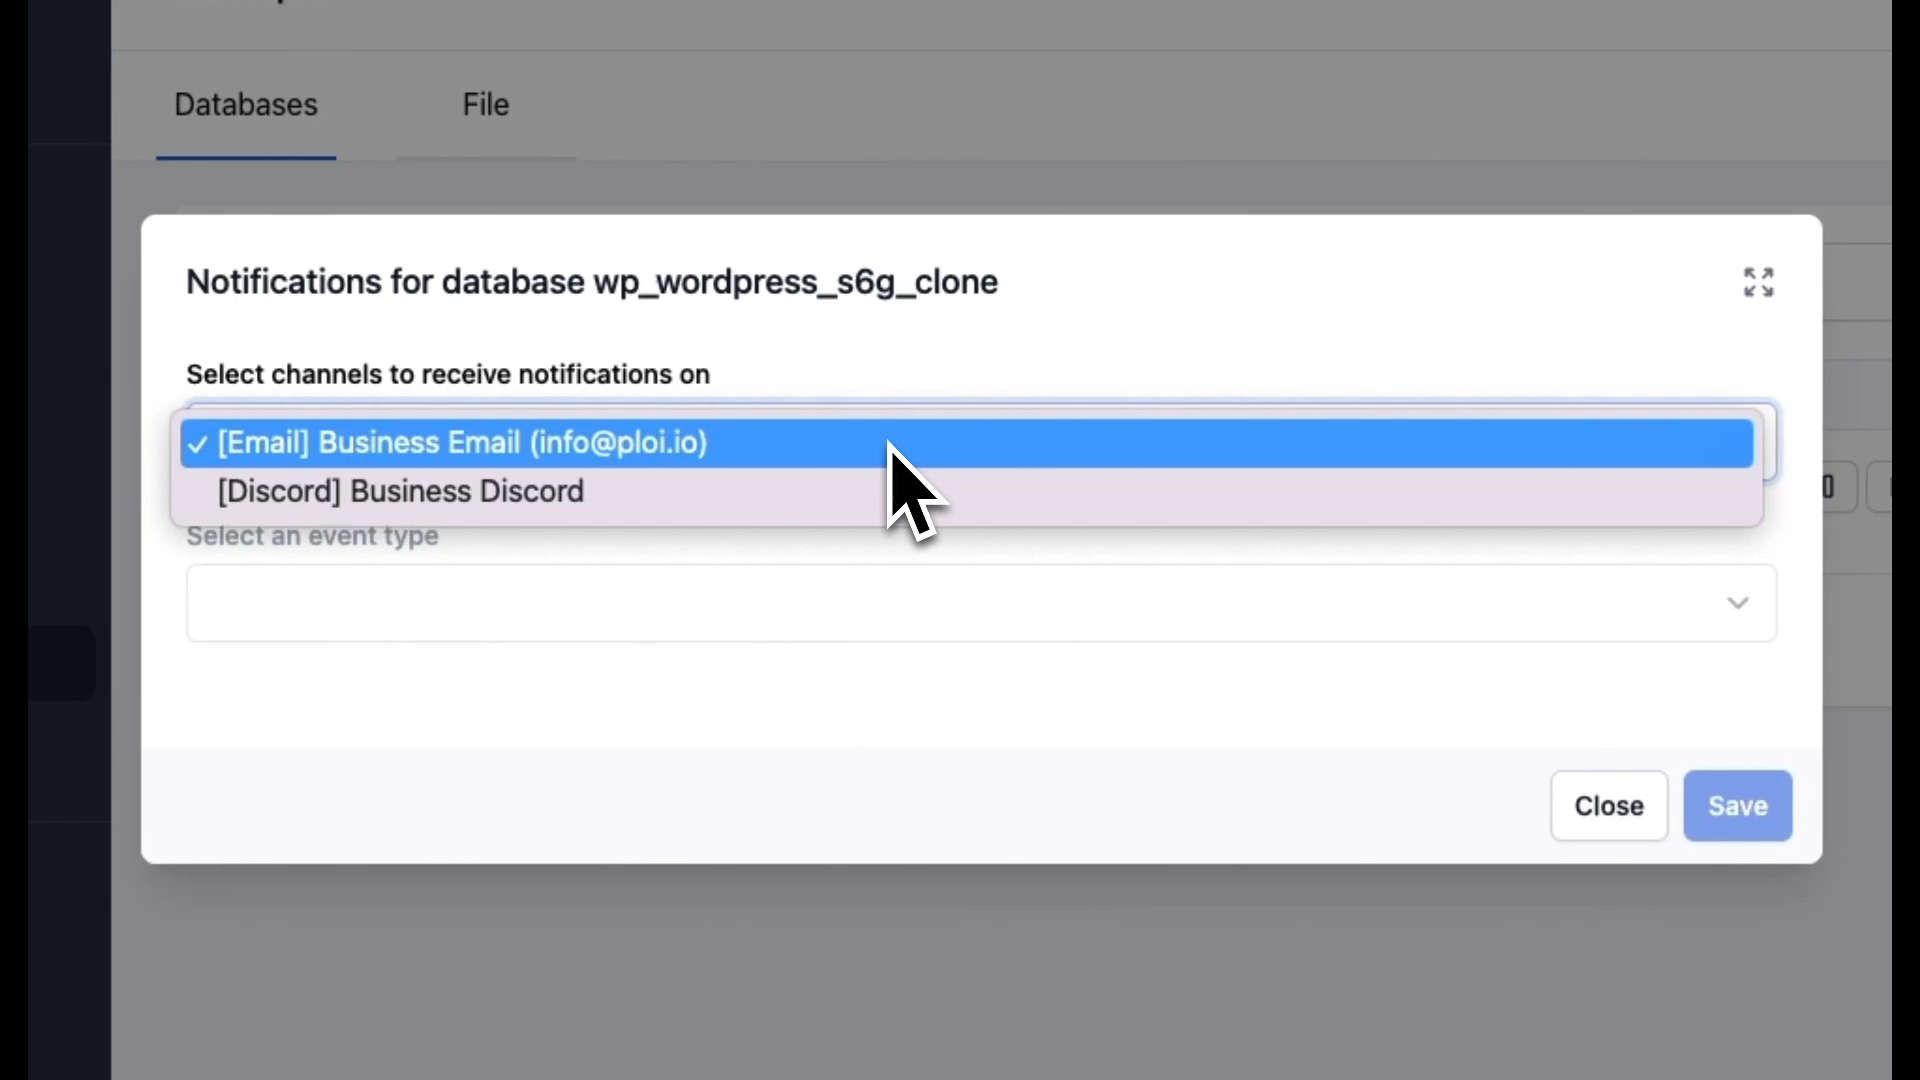 Databases
File
Notifications for database wp_wordpress_s6g_clone
Select channels to receive notifications on
✓ [Email] Business Email (info@ploi.io)
[Discord] Business Discord
Select an event type
Close
Save